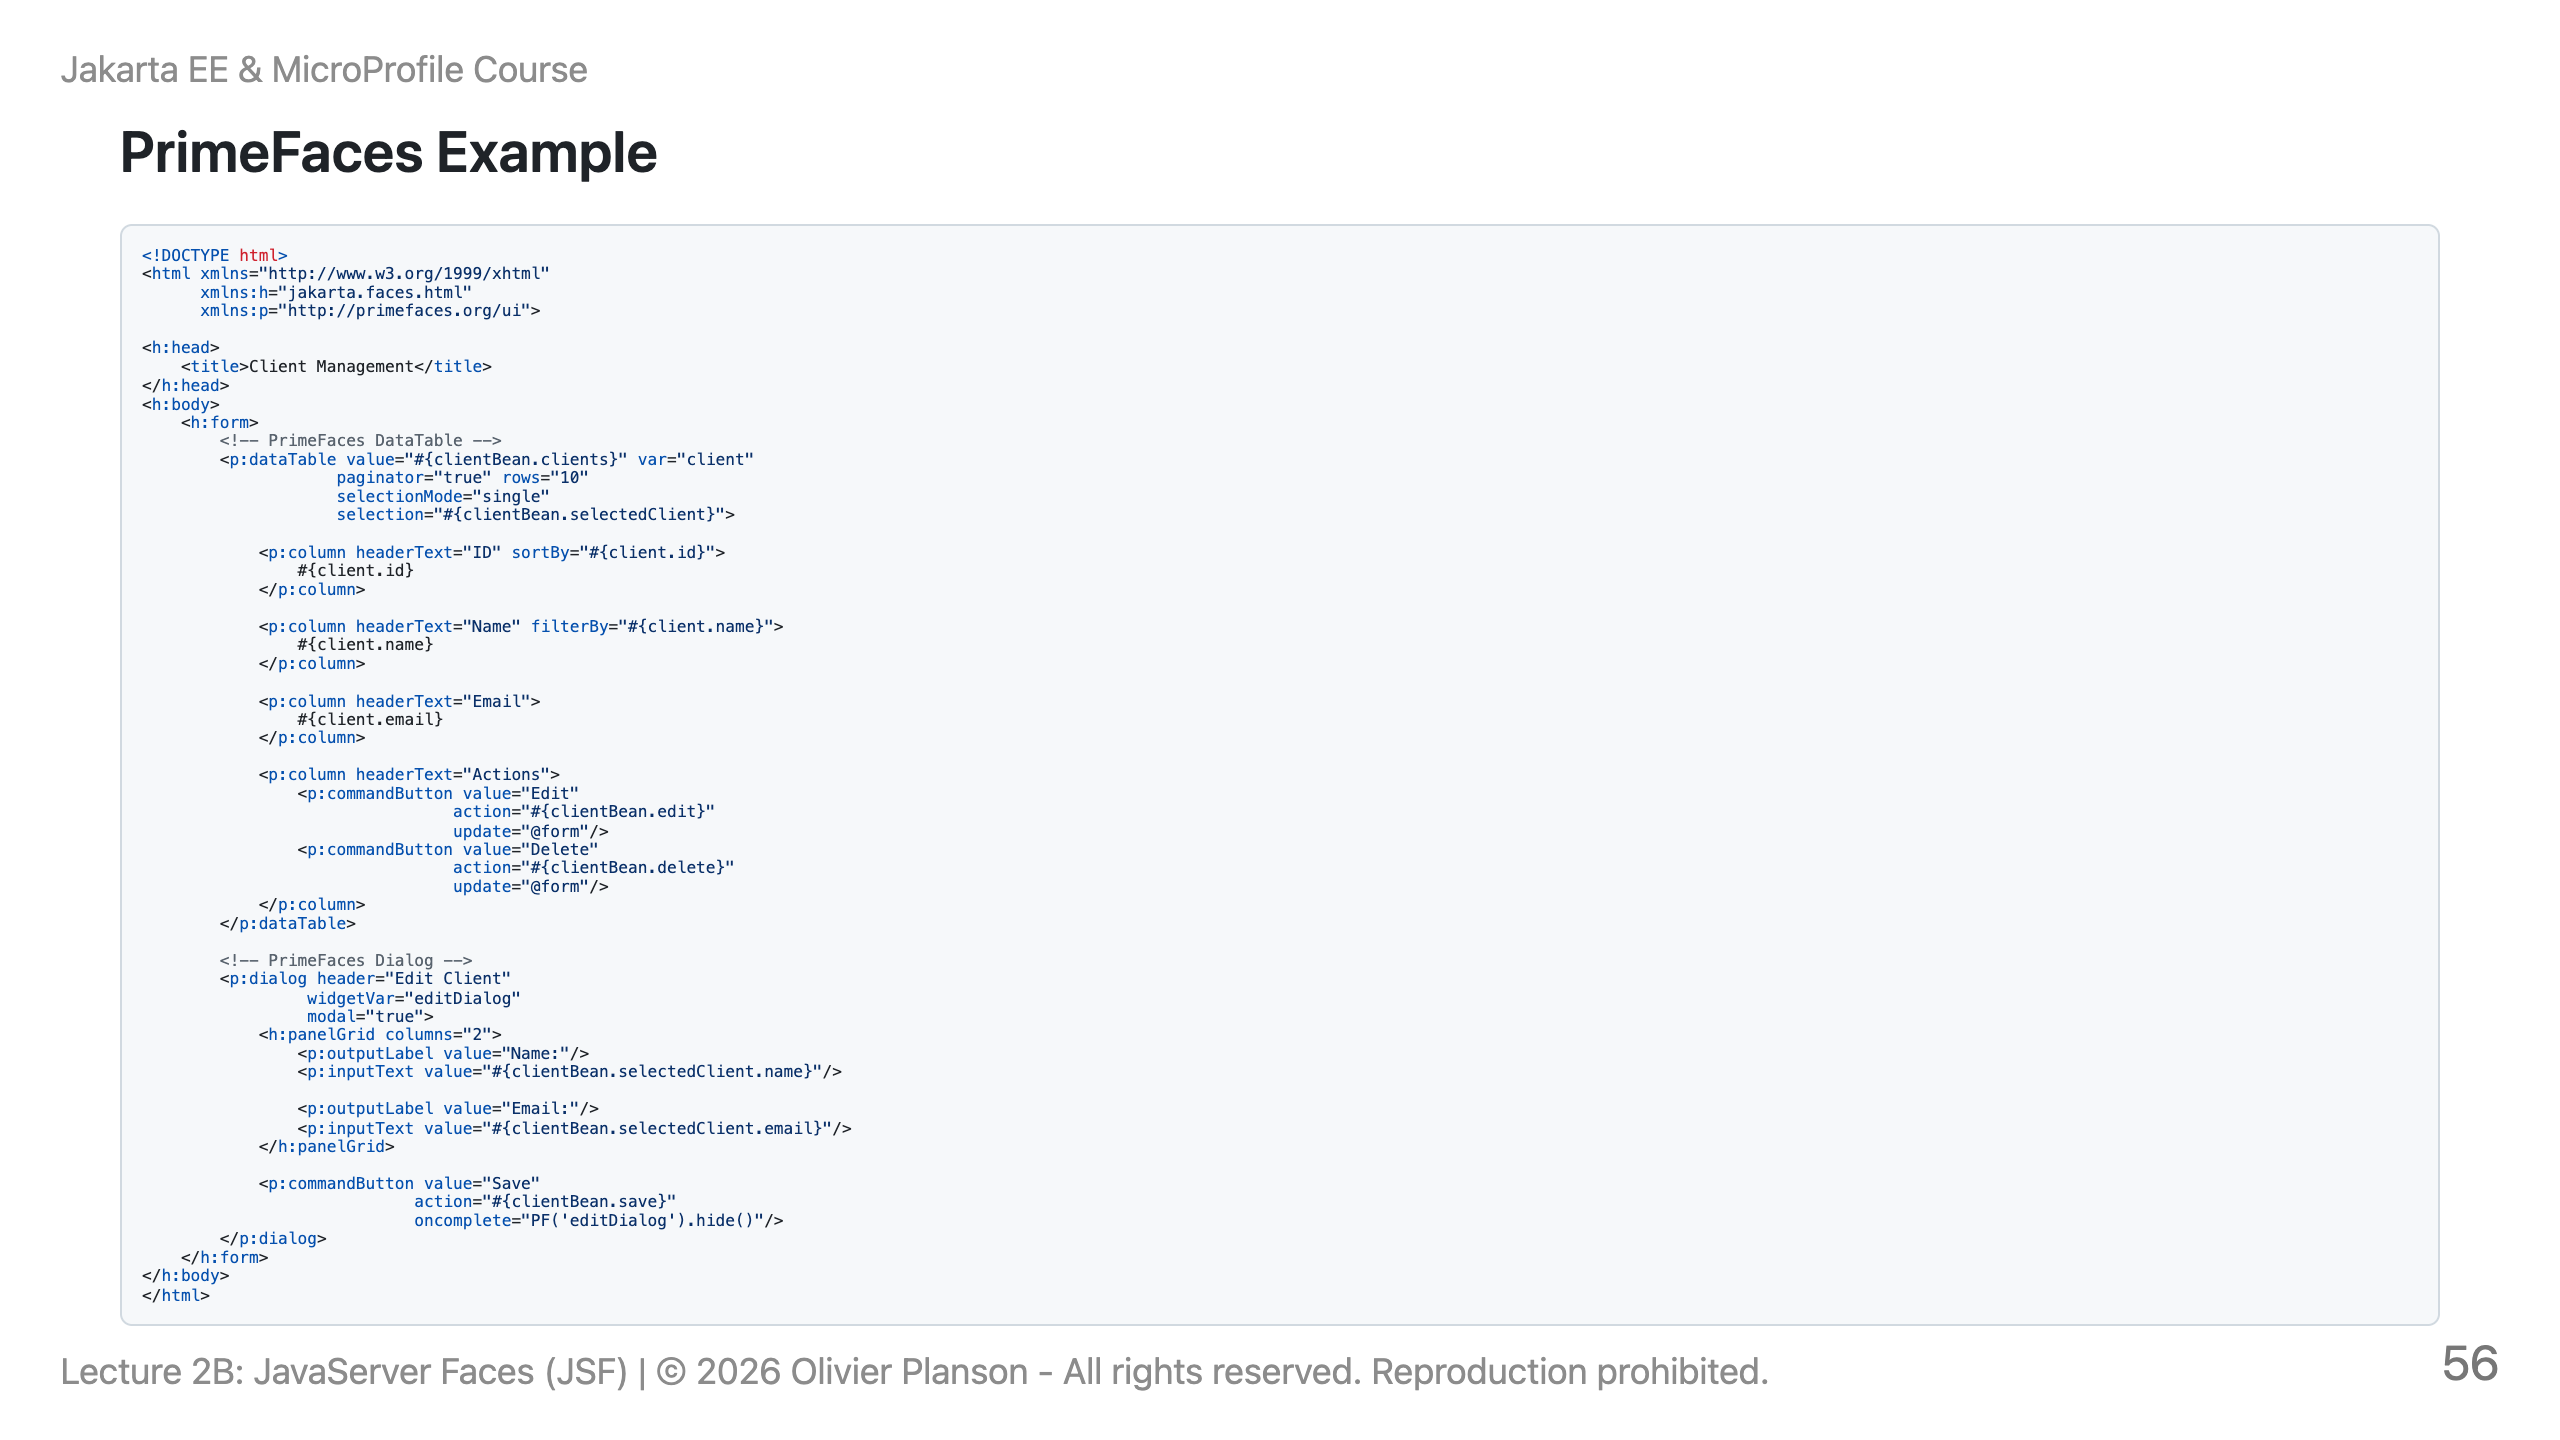 Jakarta EE & MicroProfile Course
PrimeFaces Example
<!DOCTYPE html>
<html xmlns="http://www.w3.org/1999/xhtml"
      xmlns:h="jakarta.faces.html"
      xmlns:p="http://primefaces.org/ui">

<h:head>
    <title>Client Management</title>
</h:head>
<h:body>
    <h:form>
        <!-- PrimeFaces DataTable -->
        <p:dataTable value="#{clientBean.clients}" var="client"
                    paginator="true" rows="10"
                    selectionMode="single"
                    selection="#{clientBean.selectedClient}">

            <p:column headerText="ID" sortBy="#{client.id}">
                #{client.id}
            </p:column>

            <p:column headerText="Name" filterBy="#{client.name}">
                #{client.name}
            </p:column>

            <p:column headerText="Email">
                #{client.email}
            </p:column>

            <p:column headerText="Actions">
                <p:commandButton value="Edit"
                                action="#{clientBean.edit}"
                                update="@form"/>
                <p:commandButton value="Delete"
                                action="#{clientBean.delete}"
                                update="@form"/>
            </p:column>
        </p:dataTable>

        <!-- PrimeFaces Dialog -->
        <p:dialog header="Edit Client"
                 widgetVar="editDialog"
                 modal="true">
            <h:panelGrid columns="2">
                <p:outputLabel value="Name:"/>
                <p:inputText value="#{clientBean.selectedClient.name}"/>

                <p:outputLabel value="Email:"/>
                <p:inputText value="#{clientBean.selectedClient.email}"/>
            </h:panelGrid>

            <p:commandButton value="Save"
                            action="#{clientBean.save}"
                            oncomplete="PF('editDialog').hide()"/>
        </p:dialog>
    </h:form>
</h:body>
</html>
Lecture 2B: JavaServer Faces (JSF) | © 2026 Olivier Planson - All rights reserved. Reproduction prohibited.
56